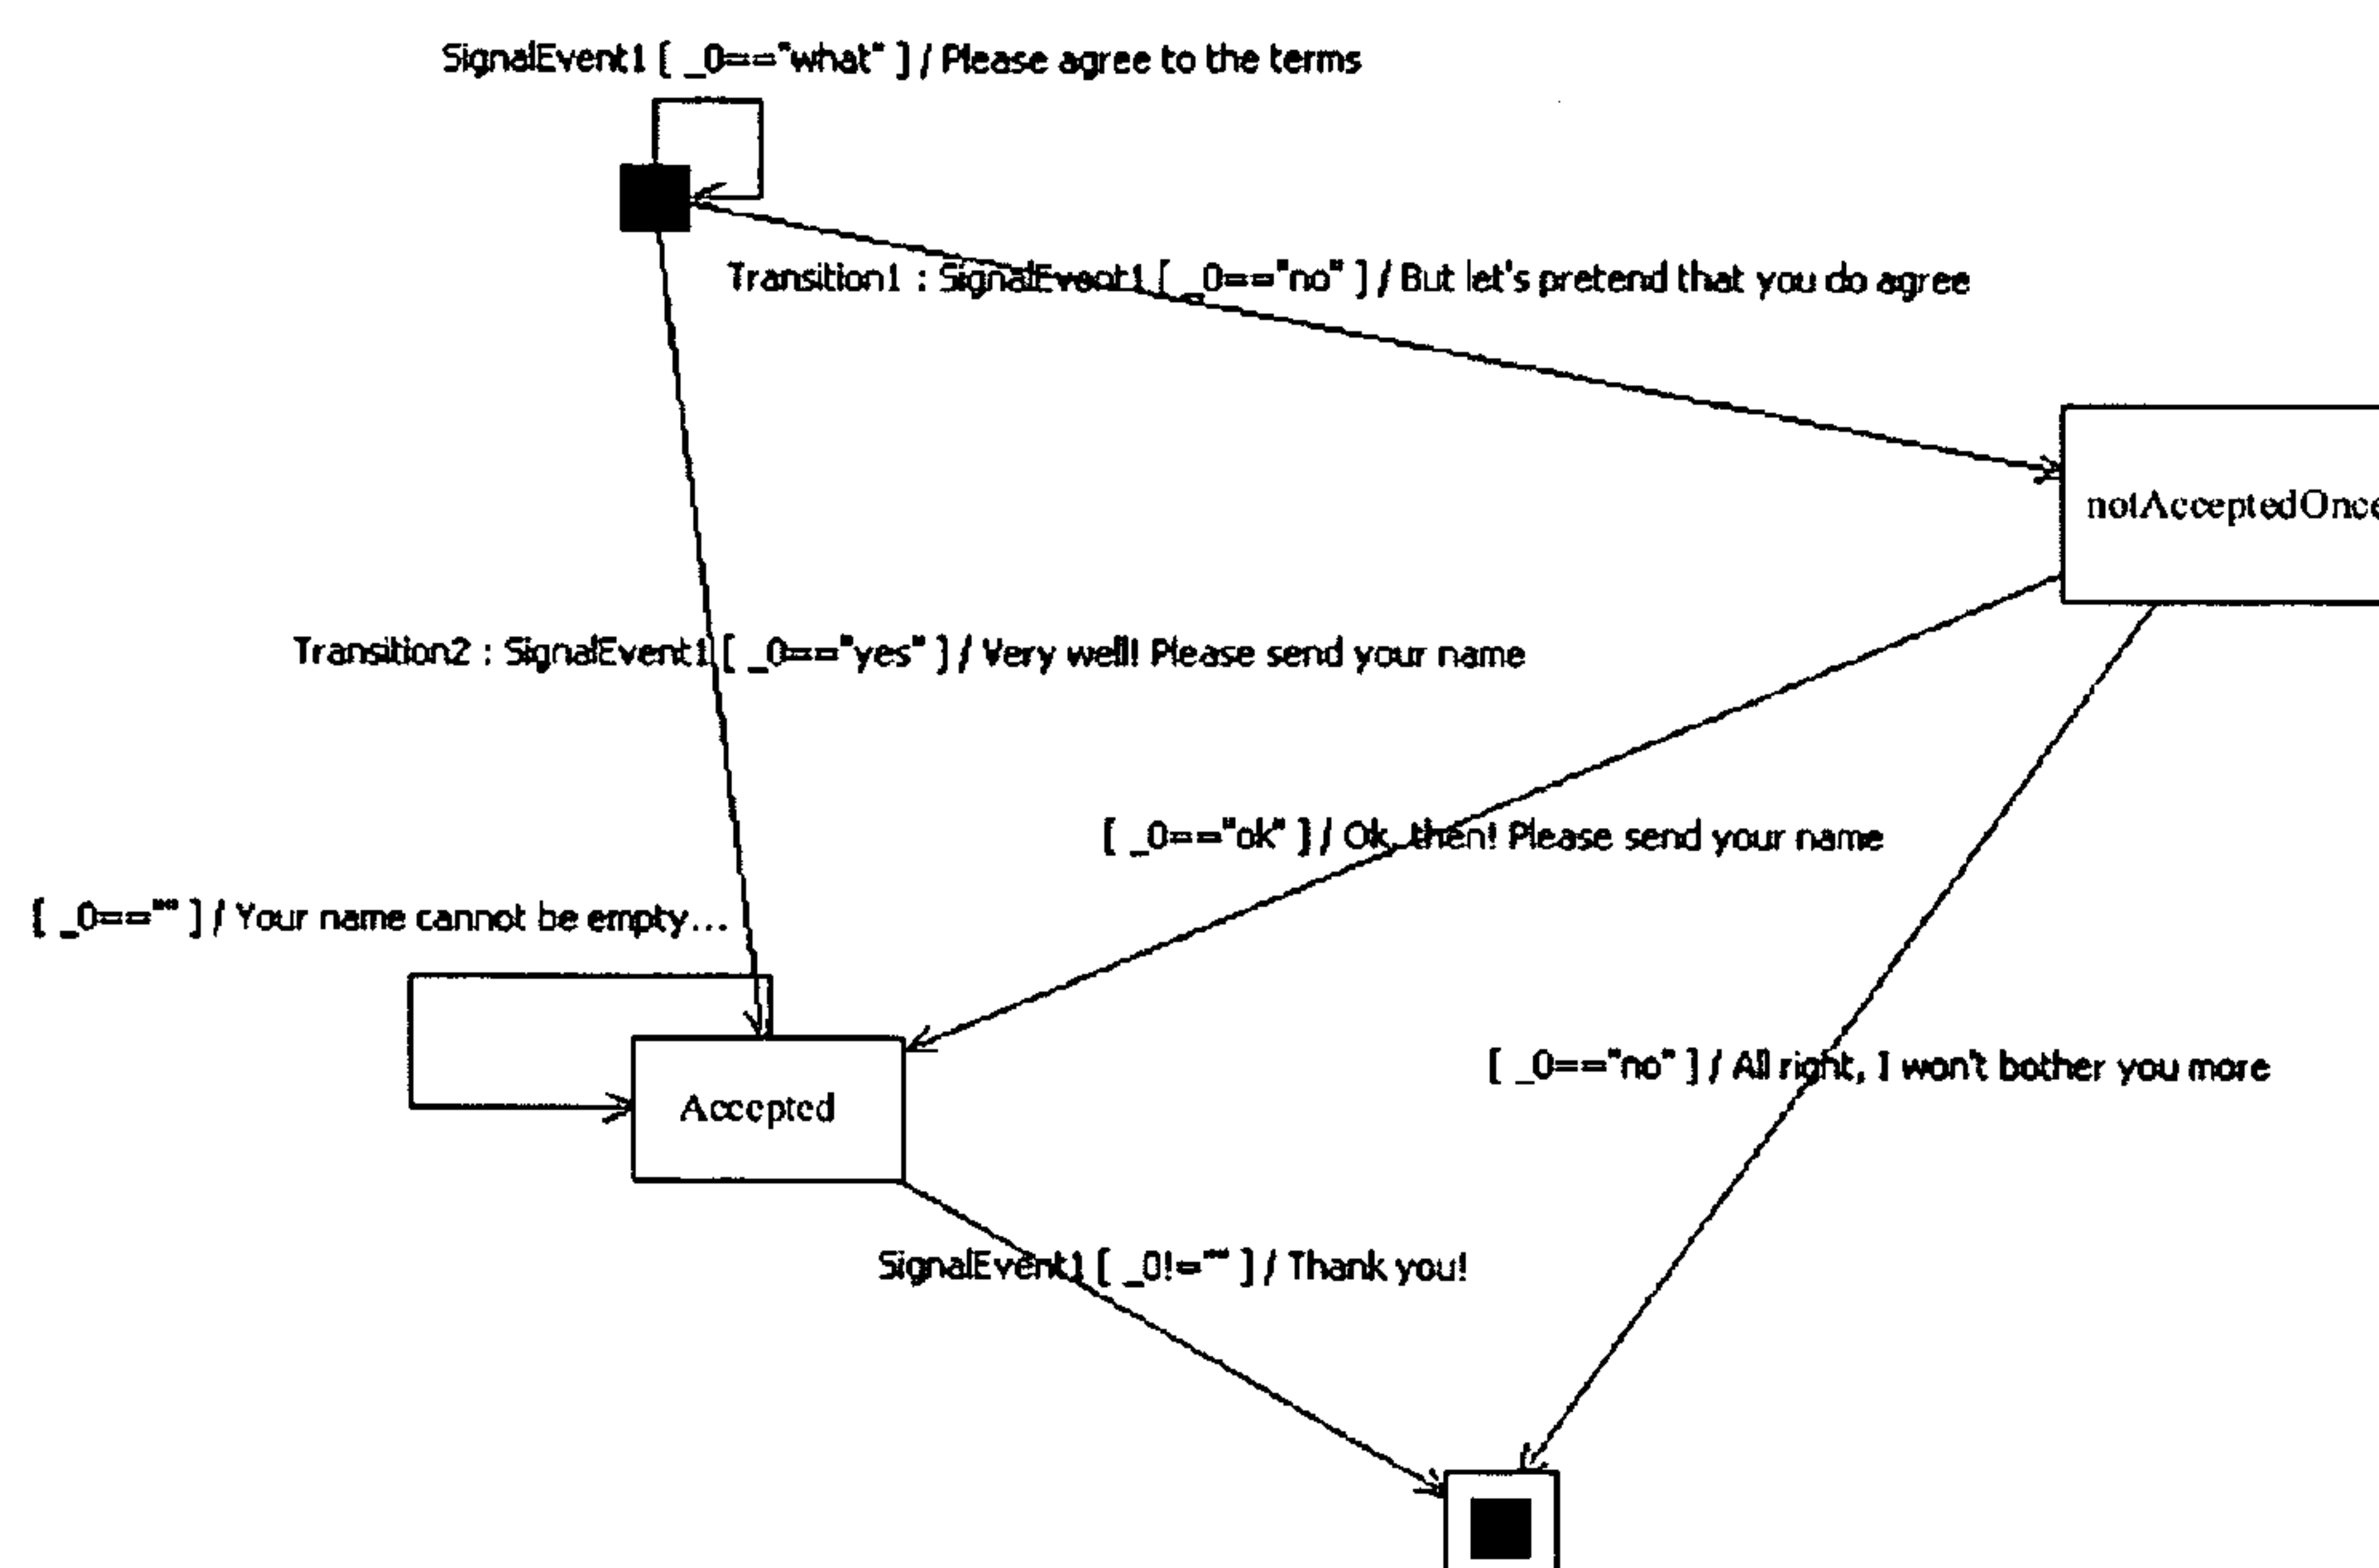 SignalEvent1 [ _0=="what" ] / Please agree to the terms
Transition1 : SignalEvent1 [ _0=="no" ] / But let's pretend that you do agree
notAcceptedOnce
Transition2 : SignalEvent1 [ _0=="yes" ] / Very well! Please send your name
[ _0=="ok" ] / Ok, then! Please send your name
[ _0=="" ] / Your name cannot be empty...
[ _0=="no" ] / All right, I won't bother you more
Accepted
SignalEvent1 [ _0!="" ] / Thank you!